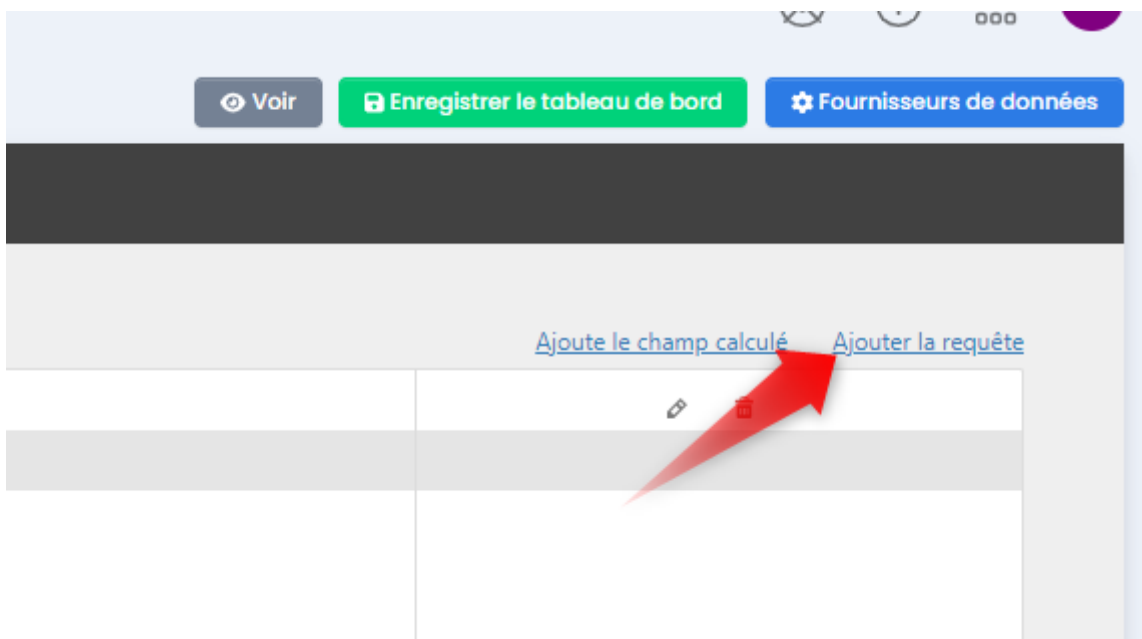 Voir Enregistrer le tableau de bord Fournisseurs de données
Ajoute le champ calculé Ajouter la requête